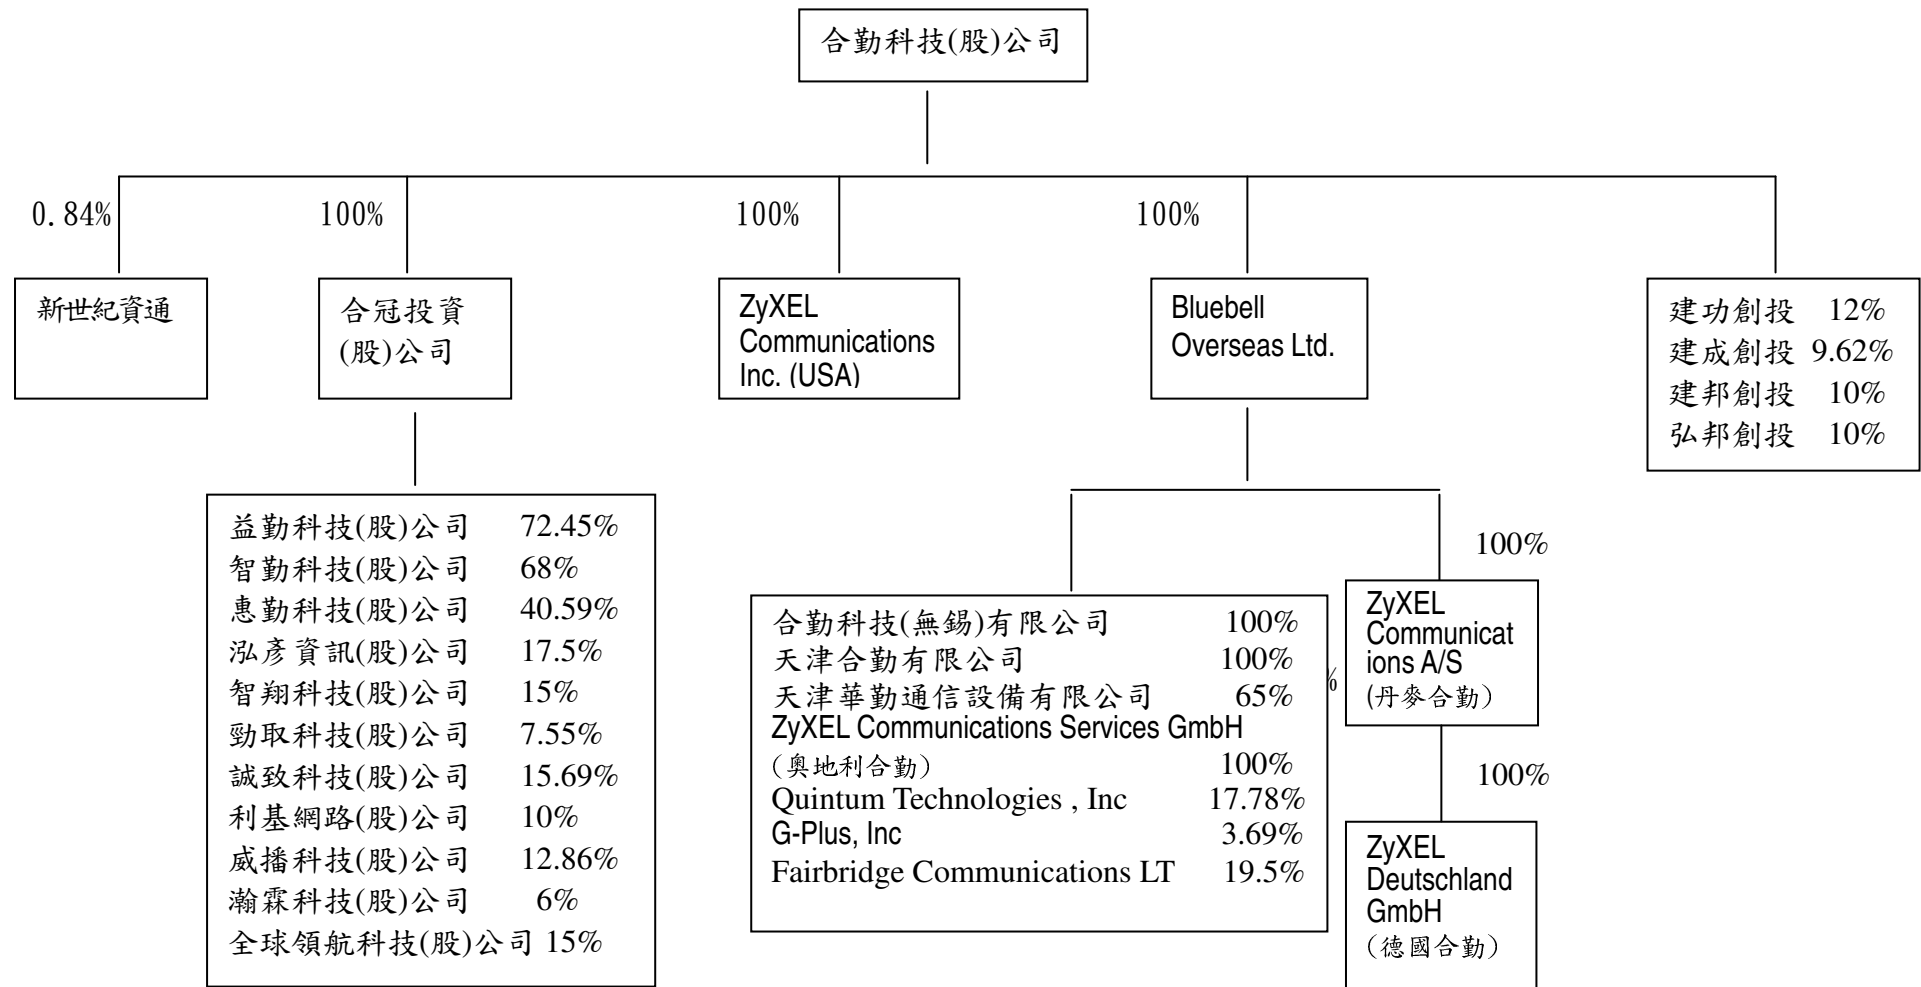 合勤科技(股)公司
0.84%
100%
100%
100%
新世紀資通
合冠投資
(股)公司
ZyXEL
Communications
Inc. (USA)
Bluebell
Overseas Ltd.
建功創投 12%
建成創投 9.62%
建邦創投 10%
弘邦創投 10%
益勤科技(股)公司 72.45%
智勤科技(股)公司 68%
惠勤科技(股)公司 40.59%
泓彥資訊(股)公司 17.5%
智翔科技(股)公司 15%
勁取科技(股)公司 7.55%
誠致科技(股)公司 15.69%
利基網路(股)公司 10%
威播科技(股)公司 12.86%
瀚霖科技(股)公司 6%
全球領航科技(股)公司 15%
合勤科技(無錫)有限公司 100%
天津合勤有限公司 100%
天津華勤通信設備有限公司 65%
ZyXEL Communications Services GmbH
(奧地利合勤) 100%
Quintum Technologies , Inc 17.78%
G-Plus, Inc 3.69%
Fairbridge Communications LT 19.5%
%
100%
ZyXEL
Communicat
ions A/S
(丹麥合勤)
100%
ZyXEL
Deutschland
GmbH
(德國合勤)